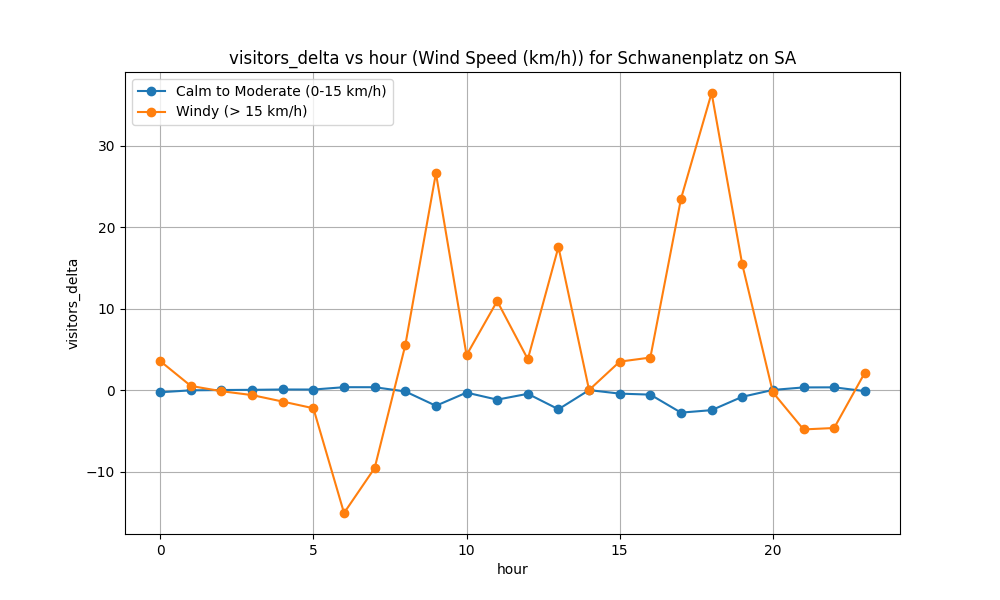 visitors_delta vs hour (Wind Speed (km/h)) for Schwanenplatz on SA
Calm to Moderate (0-15 km/h)
Windy (> 15 km/h)
visitors_delta
30
20
10
0
−10
0 5 10 15 20
hour